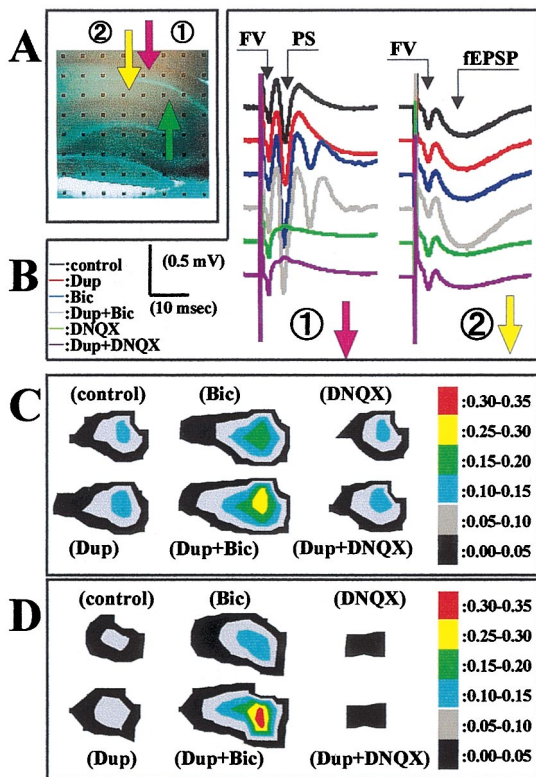 A
② ①
FV PS
FV fEPSP
B
:control
:Dup
:Bic
:Dup+Bic
:DNQX
:Dup+DNQX
(0.5 mV)
(10 msec)
① ②
C
(control) (Bic) (DNQX)
(Dup) (Dup+Bic) (Dup+DNQX)
:0.30-0.35
:0.25-0.30
:0.15-0.20
:0.10-0.15
:0.05-0.10
:0.00-0.05
D
(control) (Bic) (DNQX)
(Dup) (Dup+Bic) (Dup+DNQX)
:0.30-0.35
:0.25-0.30
:0.15-0.20
:0.10-0.15
:0.05-0.10
:0.00-0.05